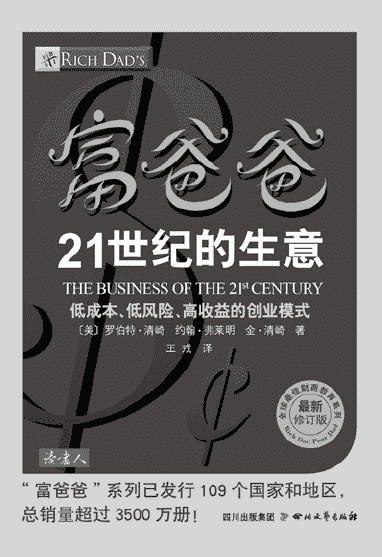 RICH DAD'S
富爸爸
21世纪的生意
THE BUSINESS OF THE 21st CENTURY
低成本、低风险、高收益的创业模式
〔美〕罗伯特·清崎 约翰·弗莱明 金·清崎 著
王戎 译
全球最佳财商教育系列
最新
修订版
Rich Dad Poor Dad
读书人
“富爸爸”系列已发行 109 个国家和地区，
总销量超过 3500 万册！
四川出版集团 四川文艺出版社